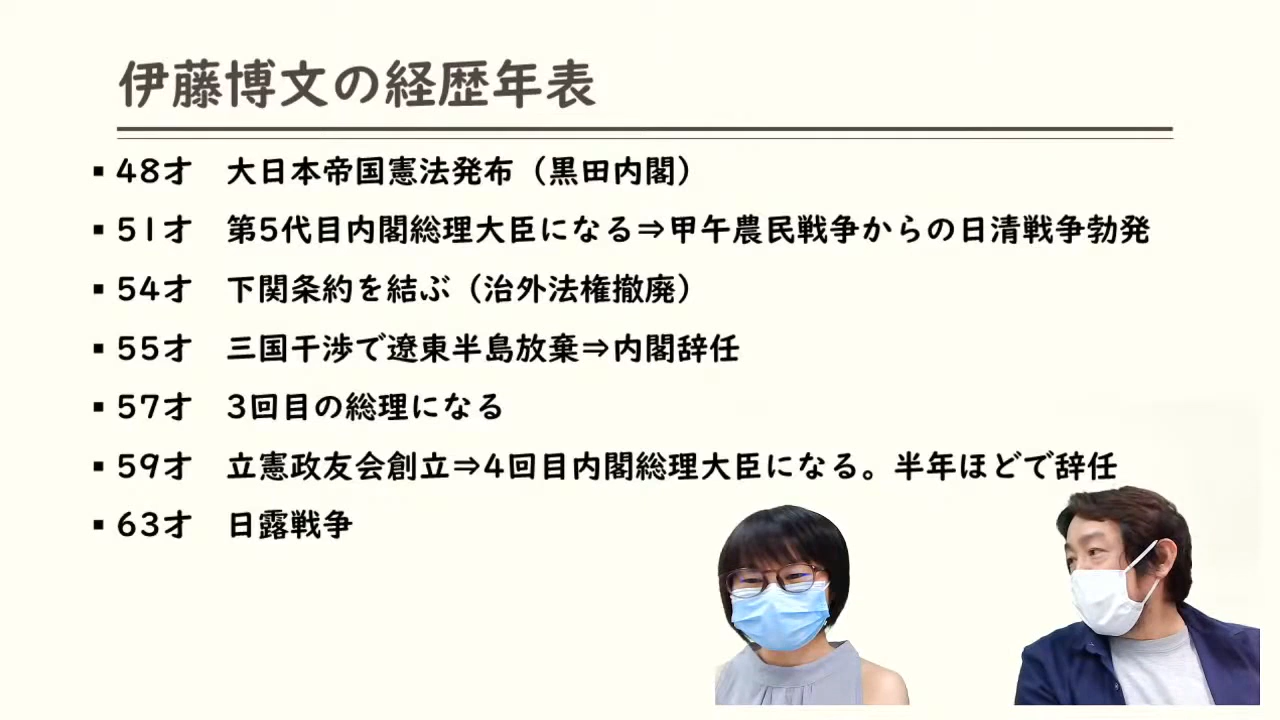 伊藤博文の経歴年表
▪48才　大日本帝国憲法発布（黒田内閣）
▪51才　第5代目内閣総理大臣になる⇒甲午農民戦争からの日清戦争勃発
▪54才　下関条約を結ぶ（治外法権撤廃）
▪55才　三国干渉で遼東半島放棄⇒内閣辞任
▪57才　3回目の総理になる
▪59才　立憲政友会創立⇒4回目内閣総理大臣になる。半年ほどで辞任
▪63才　日露戦争